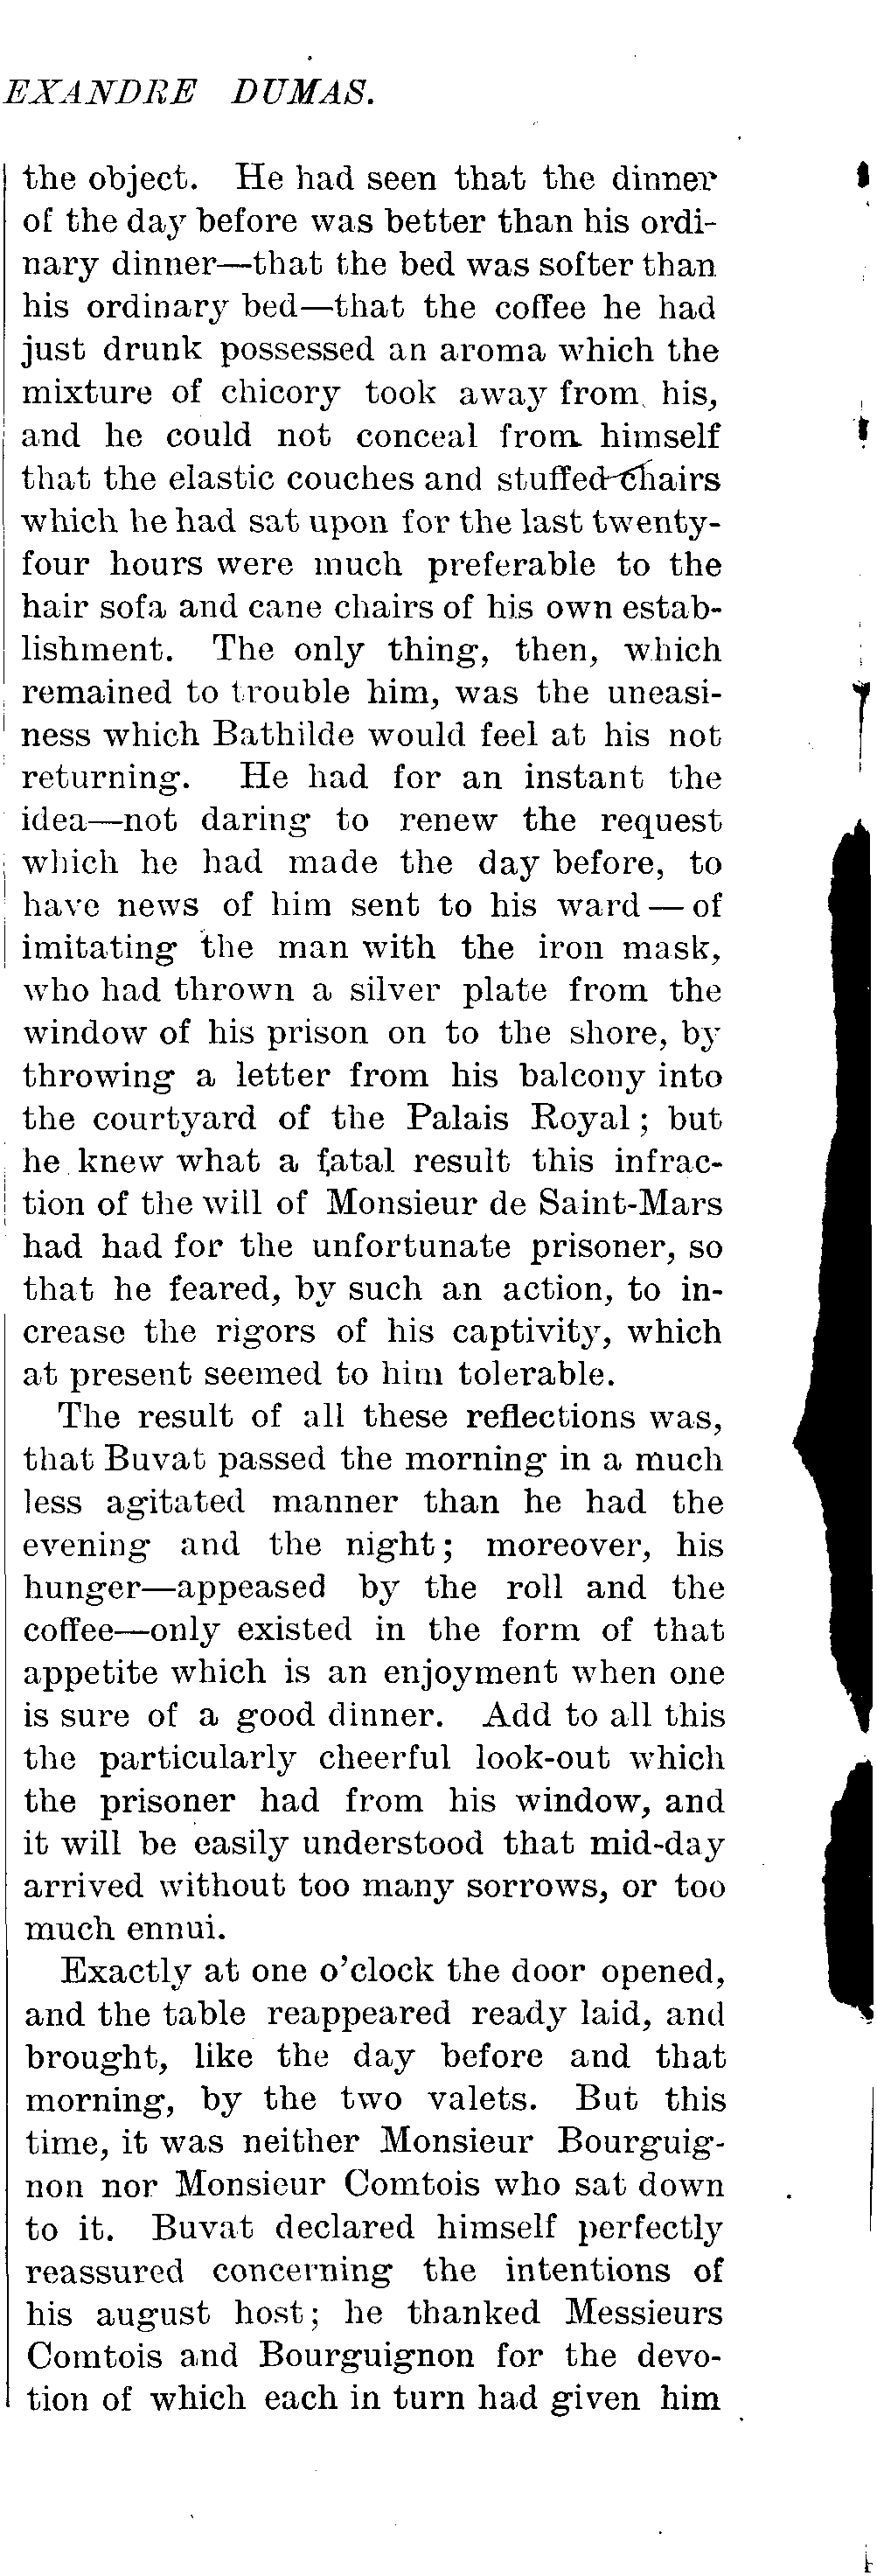 EXANDRE DUMAS.
the object. He had seen that the dinner
of the day before was better than his ordi-
nary dinner—that the bed was softer than
his ordinary bed—that the coffee he had
just drunk possessed an aroma which the
mixture of chicory took away from his,
and he could not conceal from himself
that the elastic couches and stuffed chairs
which he had sat upon for the last twenty-
four hours were much preferable to the
hair sofa and cane chairs of his own estab-
lishment. The only thing, then, which
remained to trouble him, was the uneasi-
ness which Bathilde would feel at his not
returning. He had for an instant the
idea—not daring to renew the request
which he had made the day before, to
have news of him sent to his ward — of
imitating the man with the iron mask,
who had thrown a silver plate from the
window of his prison on to the shore, by
throwing a letter from his balcony into
the courtyard of the Palais Royal; but
he knew what a fatal result this infrac-
tion of the will of Monsieur de Saint-Mars
had had for the unfortunate prisoner, so
that he feared, by such an action, to in-
crease the rigors of his captivity, which
at present seemed to him tolerable.
The result of all these reflections was,
that Buvat passed the morning in a much
less agitated manner than he had the
evening and the night; moreover, his
hunger—appeased by the roll and the
coffee—only existed in the form of that
appetite which is an enjoyment when one
is sure of a good dinner. Add to all this
the particularly cheerful look-out which
the prisoner had from his window, and
it will be easily understood that mid-day
arrived without too many sorrows, or too
much ennui.
Exactly at one o'clock the door opened,
and the table reappeared ready laid, and
brought, like the day before and that
morning, by the two valets. But this
time, it was neither Monsieur Bourguig-
non nor Monsieur Comtois who sat down
to it. Buvat declared himself perfectly
reassured concerning the intentions of
his august host; he thanked Messieurs
Comtois and Bourguignon for the devo-
tion of which each in turn had given him